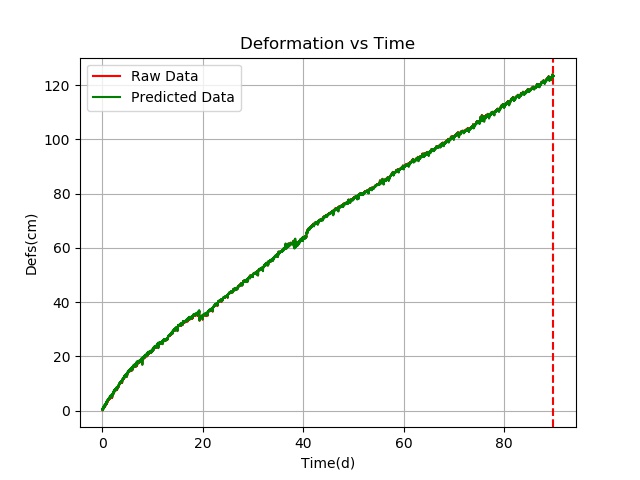 Deformation vs Time
Raw Data
Predicted Data
120
100
80
60
40
20
0
Defs(cm)
0 20 40 60 80
Time(d)